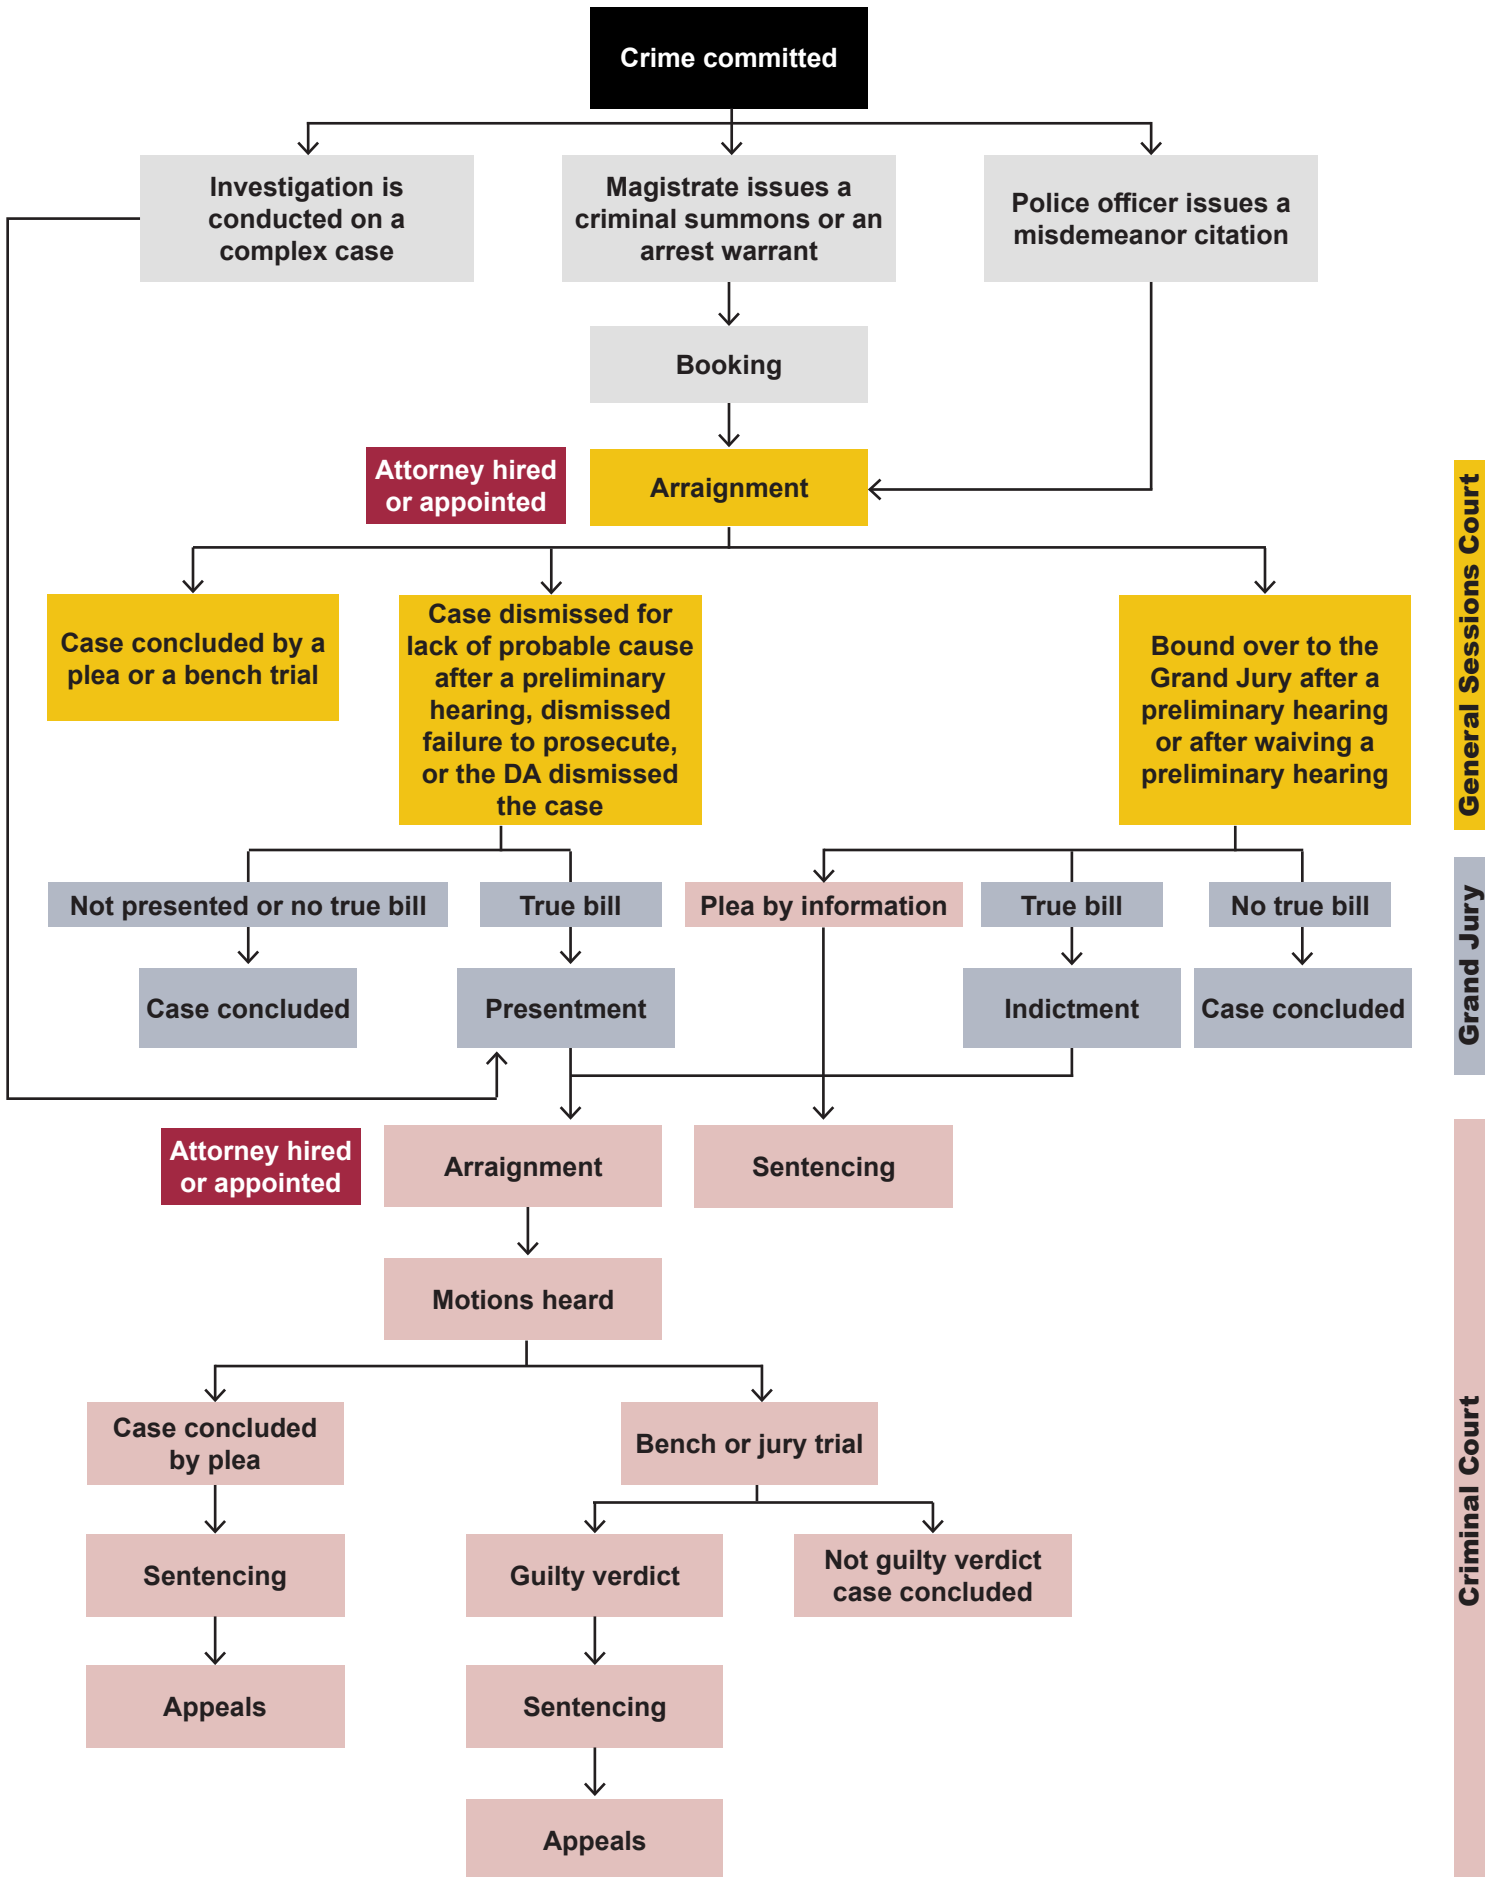 Crime committed
Investigation is
conducted on a
complex case
Magistrate issues a
criminal summons or an
arrest warrant
Police officer issues a
misdemeanor citation
Booking
Attorney hired
or appointed
Arraignment
General Sessions Court
Case concluded by a
plea or a bench trial
Case dismissed for
lack of probable cause
after a preliminary
hearing, dismissed
failure to prosecute,
or the DA dismissed
the case
Bound over to the
Grand Jury after a
preliminary hearing
or after waiving a
preliminary hearing
Not presented or no true bill
True bill
Plea by information
True bill
No true bill
Grand Jury
Case concluded
Presentment
Indictment
Case concluded
Attorney hired
or appointed
Arraignment
Sentencing
Criminal Court
Motions heard
Case concluded
by plea
Bench or jury trial
Sentencing
Guilty verdict
Not guilty verdict
case concluded
Appeals
Sentencing
Appeals